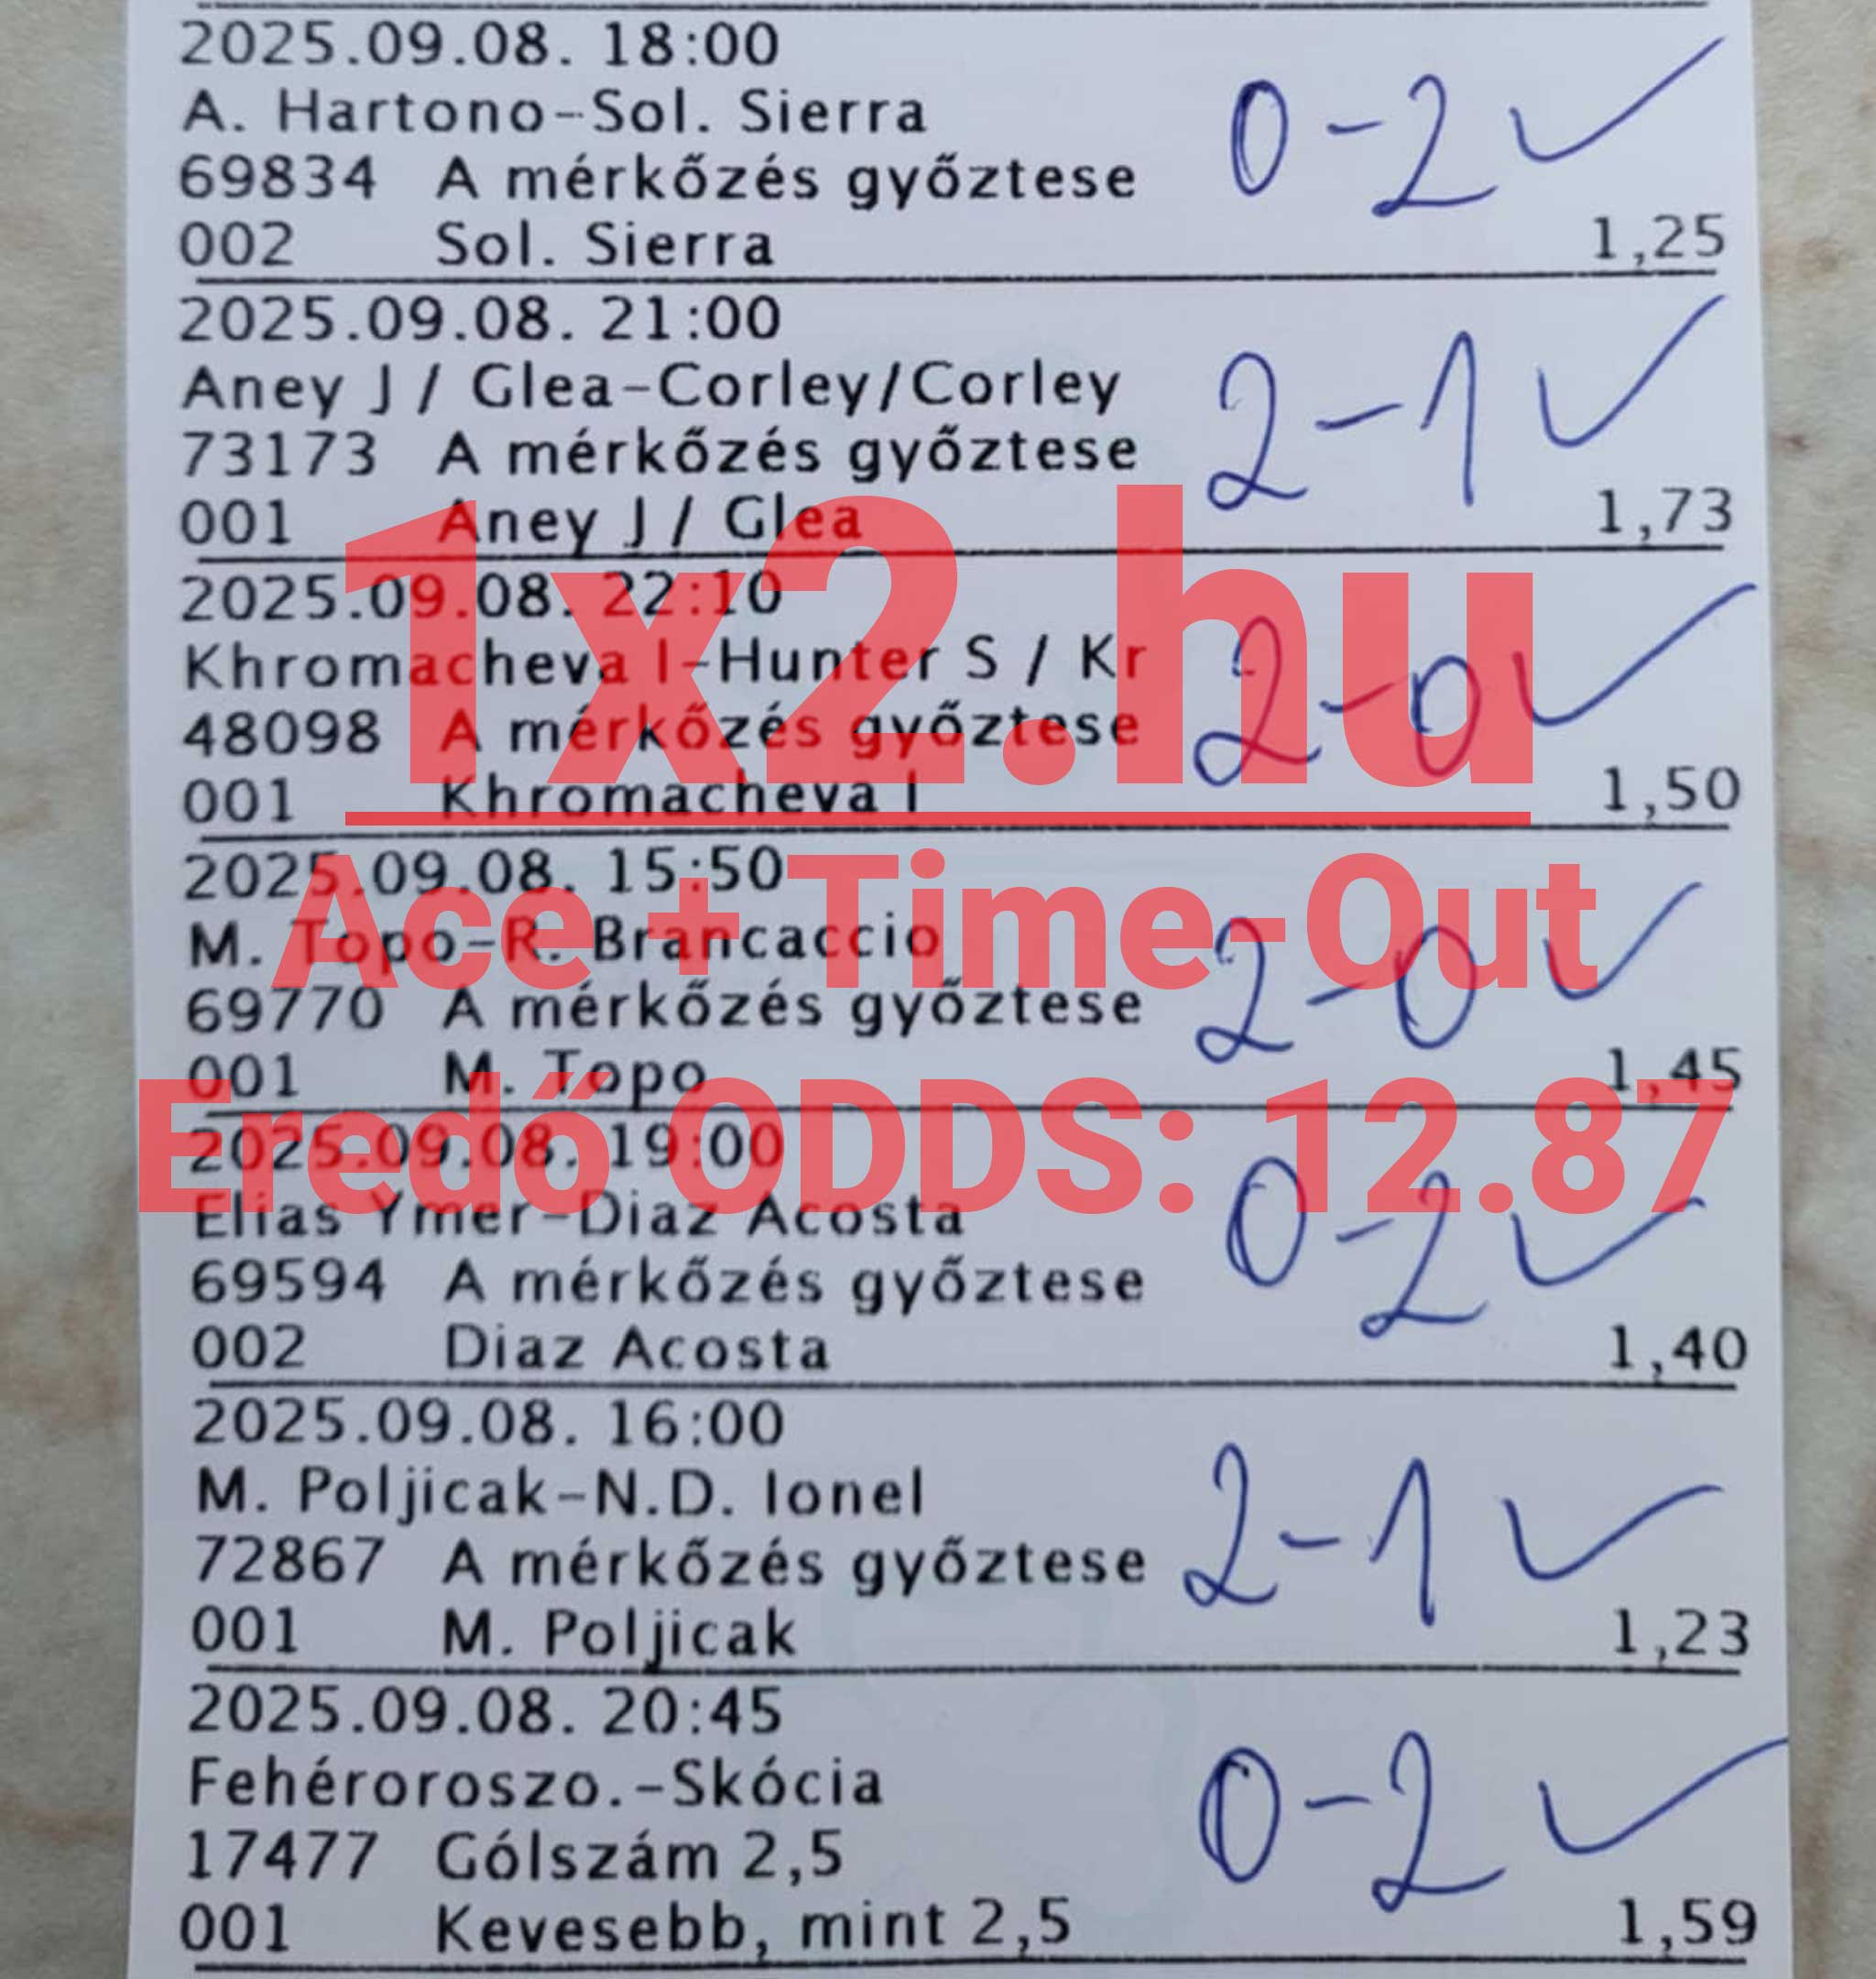 2025.09.08. 18:00
A. Hartono-Sol. Sierra
0-2 ✓
69834 A mérkőzés győztese
002 Sol. Sierra 1,25
2025.09.08. 21:00
Aney J / Glea-Corley/Corley
2-1 ✓
73173 A mérkőzés győztese
001 Aney J / Glea 1,73
2025.09.08. 22:10
Khromacheva I-Hunter S / Kr
2-0 ✓
48098 A mérkőzés győztese
001 Khromacheva I 1,50
2025.09.08. 15:50
M. Topo-R. Brancaccio
2-0 ✓
69770 A mérkőzés győztese
001 M. Topo 1,45
2025.09.08. 19:00
Elias Ymer-Diaz Acosta
0-2 ✓
69594 A mérkőzés győztese
002 Diaz Acosta 1,40
2025.09.08. 16:00
M. Poljicak-N.D. Ionel
2-1 ✓
72867 A mérkőzés győztese
001 M. Poljicak 1,23
2025.09.08. 20:45
Fehéroroszo.-Skócia
0-2 ✓
17477 Gólszám 2,5
001 Kevesebb, mint 2,5 1,59
1x2.hu
Ace + Time-Out
Eredő ODDS: 12.87